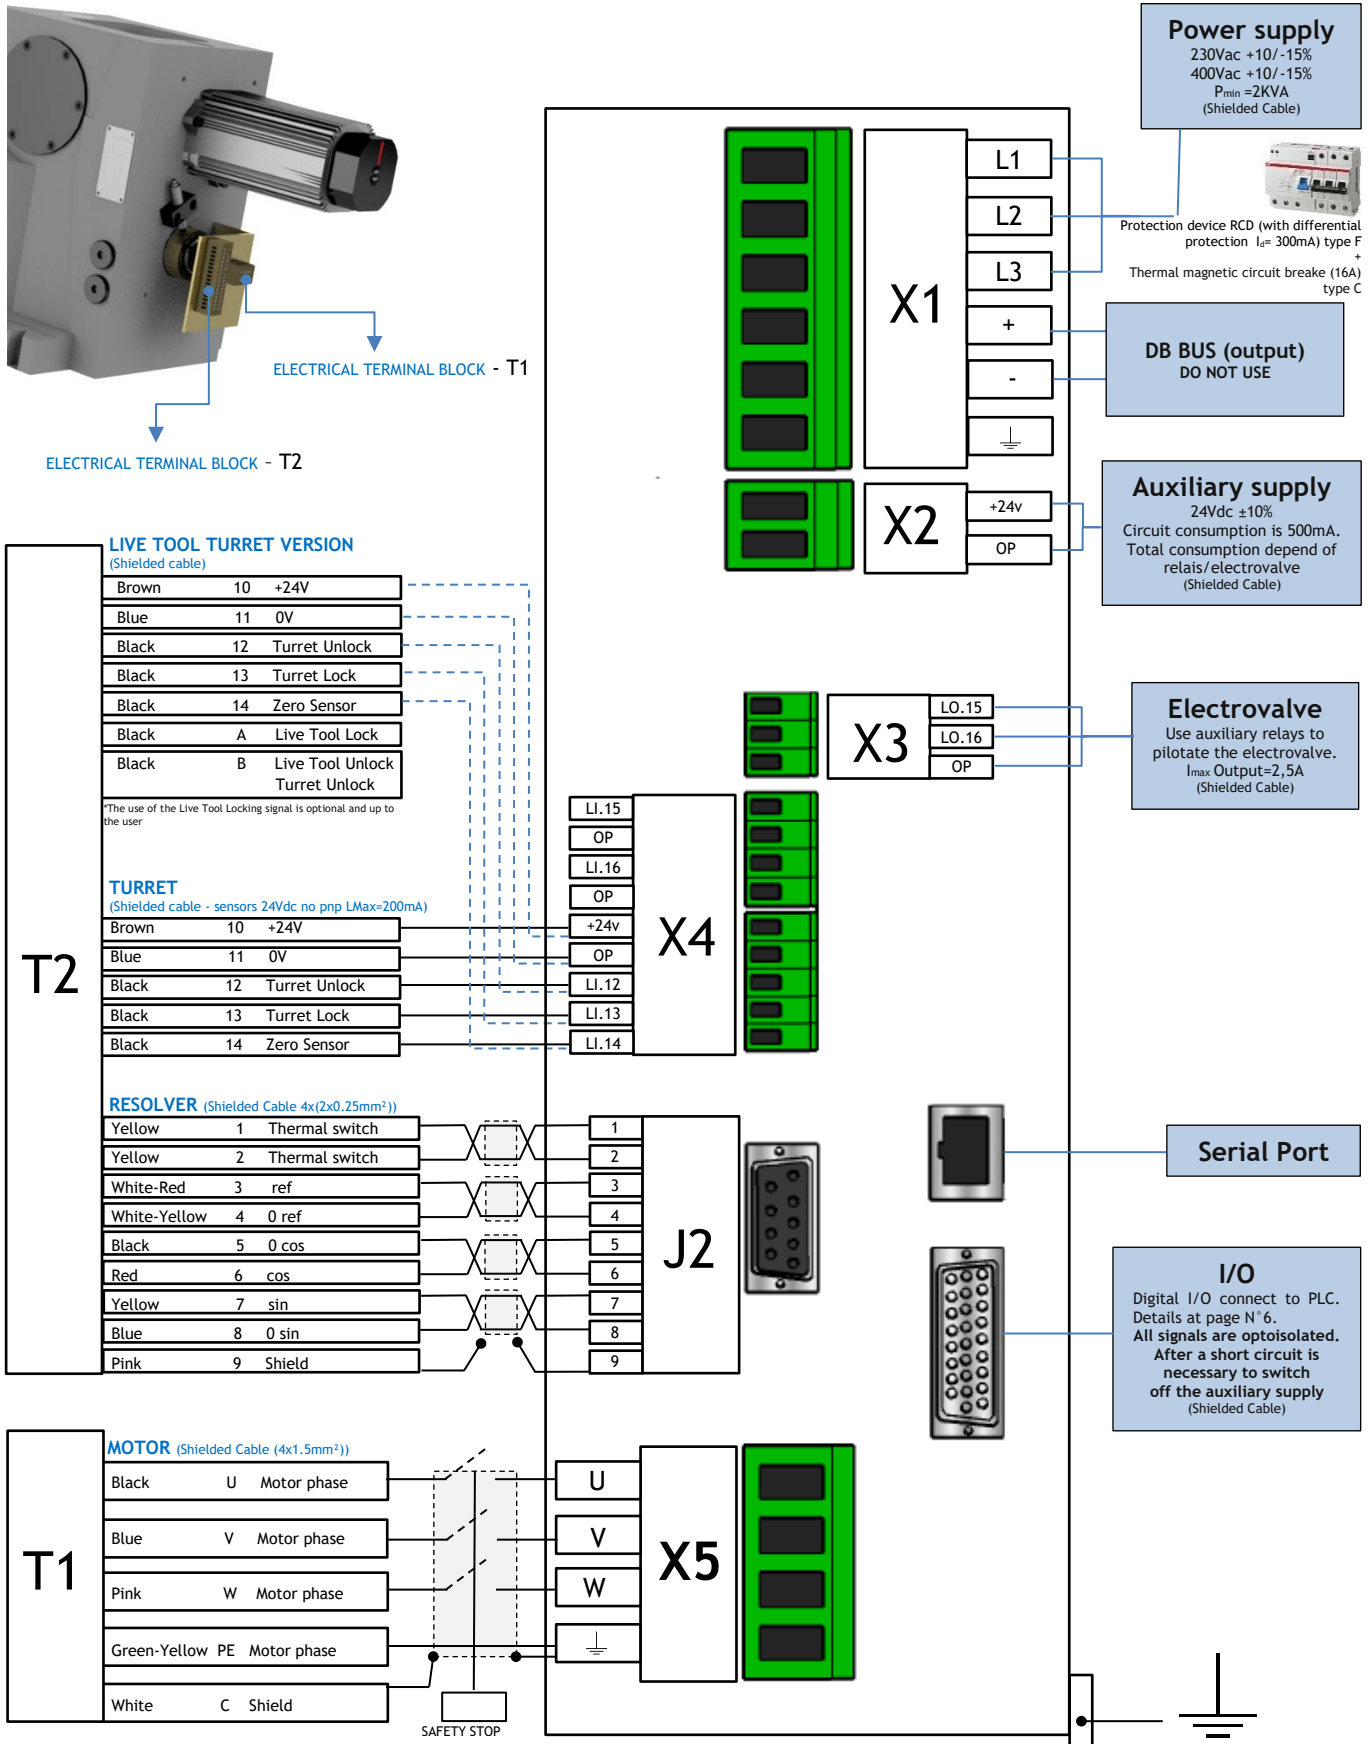 Power supply
230Vac +10/-15%
400Vac +10/-15%
Pmin =2KVA
(Shielded Cable)
Protection device RCD (with differential
protection Id= 300mA) type F
+
Thermal magnetic circuit breake (16A)
type C
X1
L1
L2
L3
+
-
DB BUS (output)
DO NOT USE
ELECTRICAL TERMINAL BLOCK - T1
ELECTRICAL TERMINAL BLOCK - T2
X2
+24v
OP
Auxiliary supply
24Vdc ±10%
Circuit consumption is 500mA.
Total consumption depend of
relais/electrovalve
(Shielded Cable)
T2
LIVE TOOL TURRET VERSION
(Shielded cable)
Brown 10 +24V
Blue 11 0V
Black 12 Turret Unlock
Black 13 Turret Lock
Black 14 Zero Sensor
Black A Live Tool Lock
Black B Live Tool Unlock
Turret Unlock
*The use of the Live Tool Locking signal is optional and up to
the user
X3
LO.15
LO.16
OP
Electrovalve
Use auxiliary relays to
pilotate the electrovalve.
Imax Output=2,5A
(Shielded Cable)
X4
LI.15
OP
LI.16
OP
+24v
OP
LI.12
LI.13
LI.14
TURRET
(Shielded cable - sensors 24Vdc no pnp LMax=200mA)
Brown 10 +24V
Blue 11 0V
Black 12 Turret Unlock
Black 13 Turret Lock
Black 14 Zero Sensor
RESOLVER (Shielded Cable 4x(2x0.25mm²))
Yellow 1 Thermal switch
Yellow 2 Thermal switch
White-Red 3 ref
White-Yellow 4 0 ref
Black 5 0 cos
Red 6 cos
Yellow 7 sin
Blue 8 0 sin
Pink 9 Shield
1
2
3
4
5
6
7
8
9
J2
Serial Port
I/O
Digital I/O connect to PLC.
Details at page N°6.
All signals are optoisolated.
After a short circuit is
necessary to switch
off the auxiliary supply
(Shielded Cable)
T1
MOTOR (Shielded Cable (4x1.5mm²))
Black U Motor phase
Blue V Motor phase
Pink W Motor phase
Green-Yellow PE Motor phase
White C Shield
SAFETY STOP
U
V
W
X5